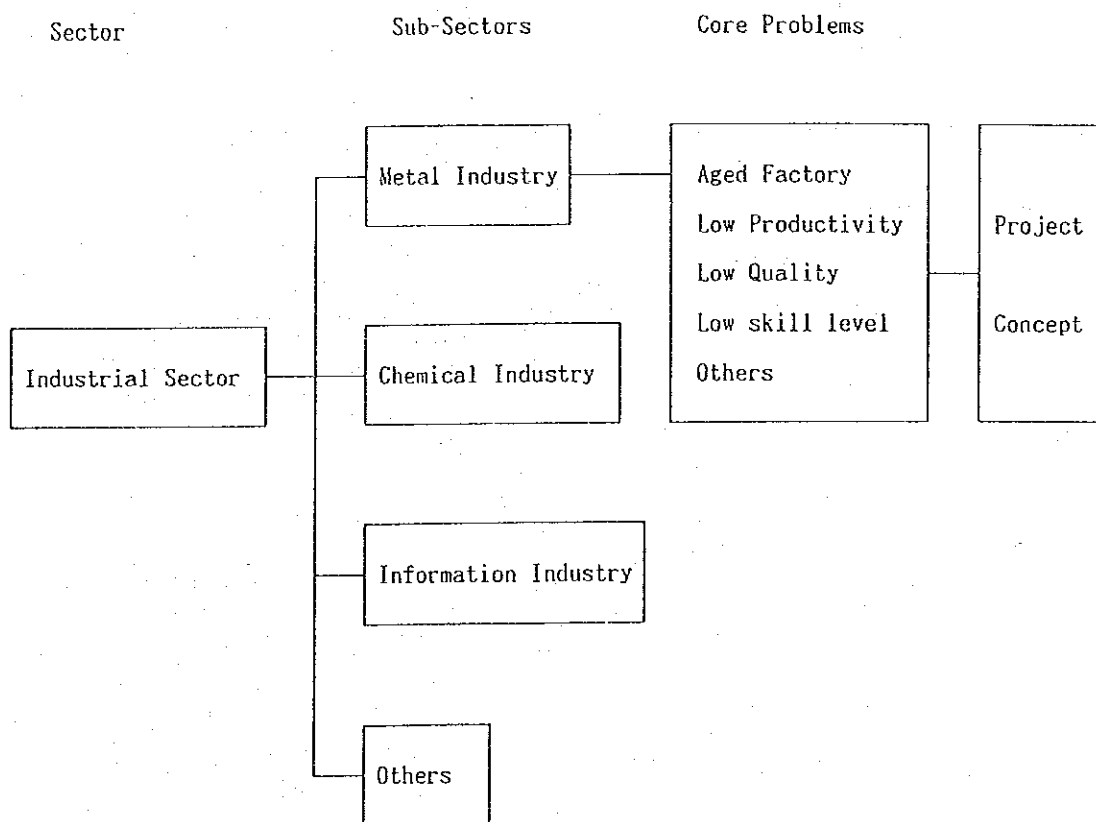 Sector
Sub-Sectors
Core Problems
Metal Industry
Aged Factory
Low Productivity
Low Quality
Low skill level
Others
Project
Concept
Industrial Sector
Chemical Industry
Information Industry
Others